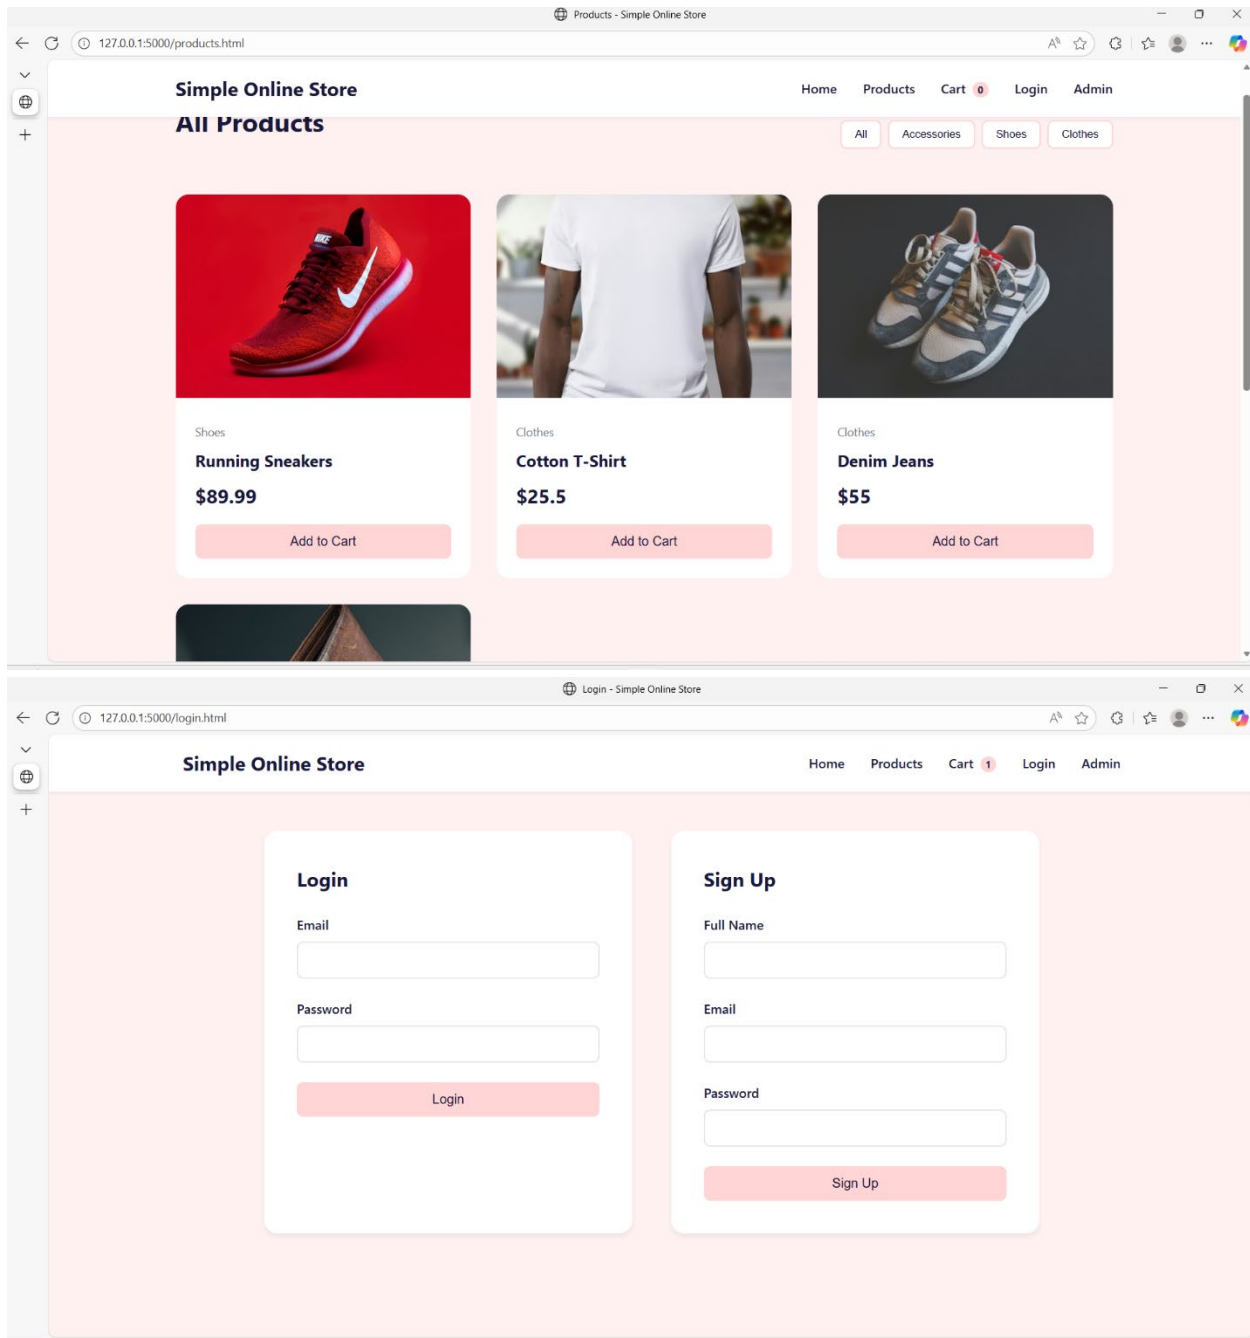 Products - Simple Online Store
127.0.0.1:5000/products.html
Simple Online Store
Home Products Cart 0 Login Admin
All Products
All Accessories Shoes Clothes
NIKE
Shoes
Running Sneakers
$89.99
Add to Cart
Clothes
Cotton T-Shirt
$25.5
Add to Cart
Clothes
Denim Jeans
$55
Add to Cart
Login - Simple Online Store
127.0.0.1:5000/login.html
Simple Online Store
Home Products Cart 1 Login Admin
Login
Email
Password
Login
Sign Up
Full Name
Email
Password
Sign Up